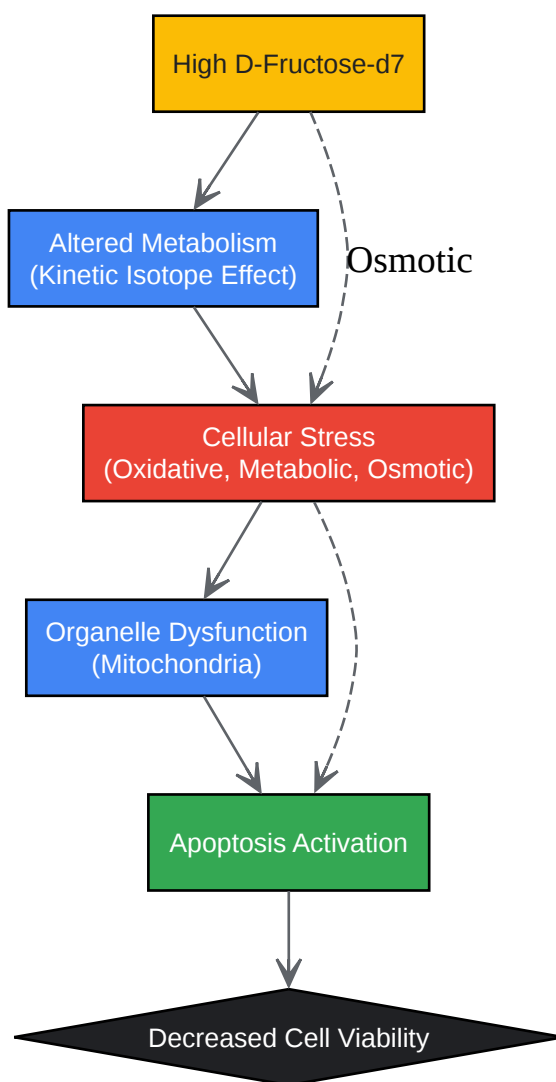 High D-Fructose-d7
Altered Metabolism
(Kinetic Isotope Effect)
Osmotic
Cellular Stress
(Oxidative, Metabolic, Osmotic)
Organelle Dysfunction
(Mitochondria)
Apoptosis Activation
Decreased Cell Viability